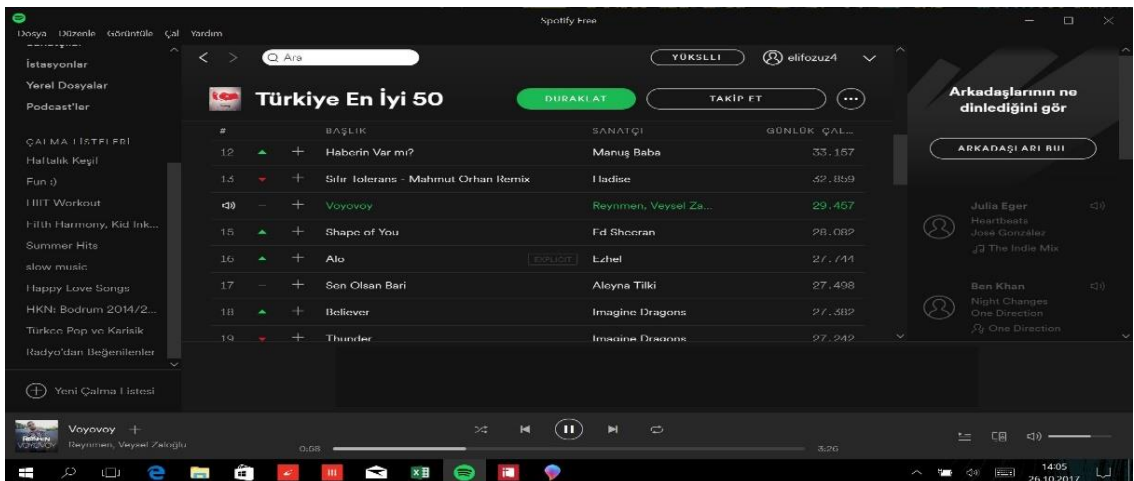 Spotify Free
Dosya Düzenle Görüntüle Çal Yardım
İstasyonlar
Yerel Dosyalar
Podcast'ler
ÇALMA LİSTELERİ
Haftalık Keşif
Fun :)
HIIT Workout
Fifth Harmony, Kid Ink...
Summer Hits
slow music
Happy Love Songs
HKN: Bodrum 2014/2...
Türkçe Pop ve Karisik
Radyo'dan Beğenilenler
Yeni Çalma Listesi
Ara
YÜKSELT
elifozuz4
Türkiye En İyi 50
DURAKLAT
TAKİP ET
# BAŞLIK SANATÇI GÜNLÜK ÇAL...
12 Haberin Var mı? Manuş Baba 33.157
13 Sıfır Tolerans - Mahmut Orhan Remix Hadise 32.859
Voyovoy Reynmen, Veysel Za... 29.457
15 Shape of You Ed Sheeran 28.082
16 Alo EXPLICIT Ezhel 27.744
17 Sen Olsan Bari Aleyna Tilki 27.498
18 Believer Imagine Dragons 27.382
19 Thunder Imagine Dragons 27.242
Arkadaşlarının ne
dinlediğini gör
ARKADAŞLARI BUL
Julia Eger
Heartbeats
José González
The Indie Mix
Ben Khan
Night Changes
One Direction
One Direction
Voyovoy
Reynmen, Veysel Zaloğlu
0:58
3:26
14:05
26.10.2017